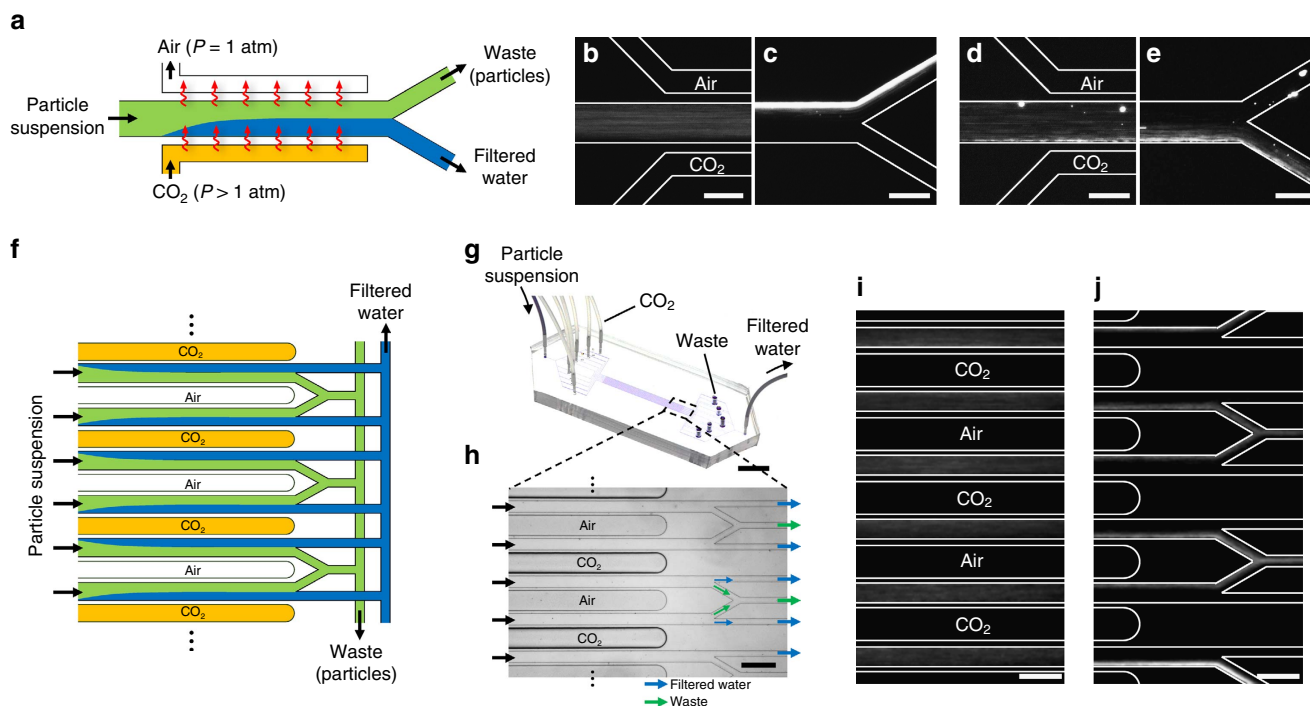 a
Air (P = 1 atm)
Waste
(particles)
Particle
suspension
Filtered
water
CO₂ (P > 1 atm)
b
Air
CO₂
c
d
Air
CO₂
e
f
Filtered
water
CO₂
Air
CO₂
Air
CO₂
Air
CO₂
Particle suspension
Waste
(particles)
g
Particle
suspension
CO₂
Waste
Filtered
water
h
Air
CO₂
Air
CO₂
Filtered water
Waste
i
CO₂
Air
CO₂
Air
CO₂
j